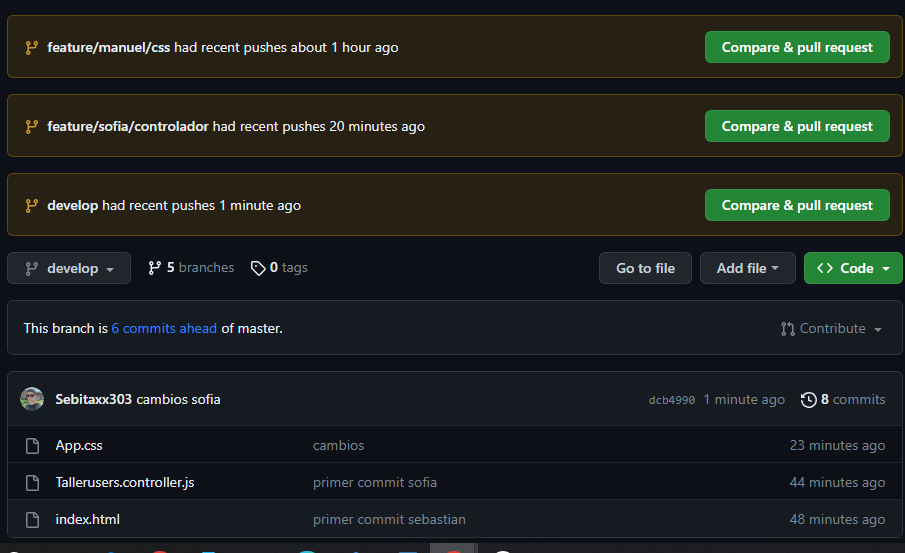 feature/manuel/css had recent pushes about 1 hour ago Compare & pull request
feature/sofia/controlador had recent pushes 20 minutes ago Compare & pull request
develop had recent pushes 1 minute ago Compare & pull request
develop 5 branches 0 tags Go to file Add file Code
This branch is 6 commits ahead of master. Contribute
Sebitaxx303 cambios sofia dcb4990 1 minute ago 8 commits
App.css cambios 23 minutes ago
Tallerusers.controller.js primer commit sofia 44 minutes ago
index.html primer commit sebastian 48 minutes ago